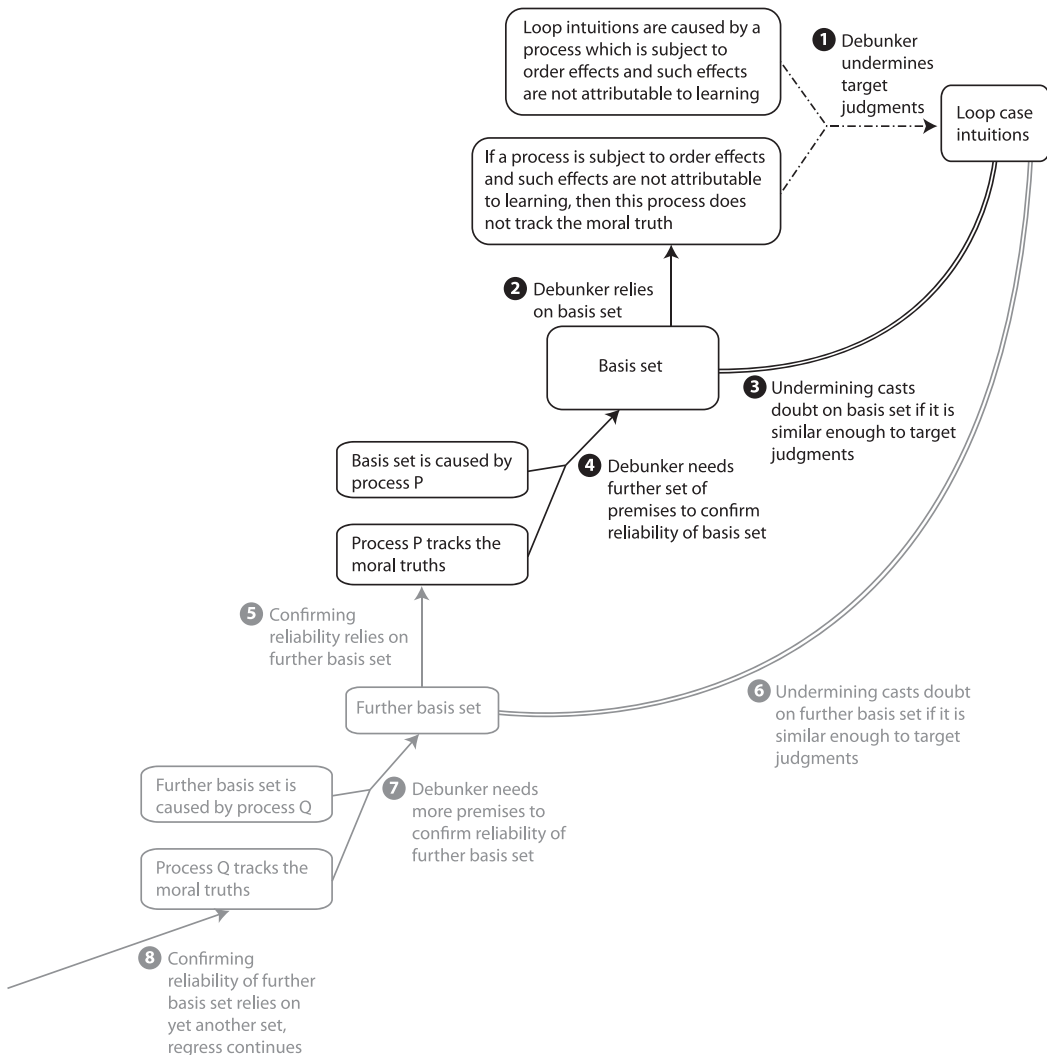 Loop intuitions are caused by a
process which is subject to
order effects and such effects
are not attributable to learning
1 Debunker
undermines
target
judgments
Loop case
intuitions
If a process is subject to order effects
and such effects are not attributable
to learning, then this process does
not track the moral truth
2 Debunker relies
on basis set
Basis set
3 Undermining casts
doubt on basis set if it is
similar enough to target
judgments
Basis set is caused by
process P
4 Debunker needs
further set of
premises to confirm
reliability of basis set
Process P tracks the
moral truths
5 Confirming
reliability relies on
further basis set
Further basis set
6 Undermining casts doubt
on further basis set if it is
similar enough to target
judgments
Further basis set is
caused by process Q
7 Debunker needs
more premises to
confirm reliability of
further basis set
Process Q tracks the
moral truths
8 Confirming
reliability of further
basis set relies on
yet another set,
regress continues